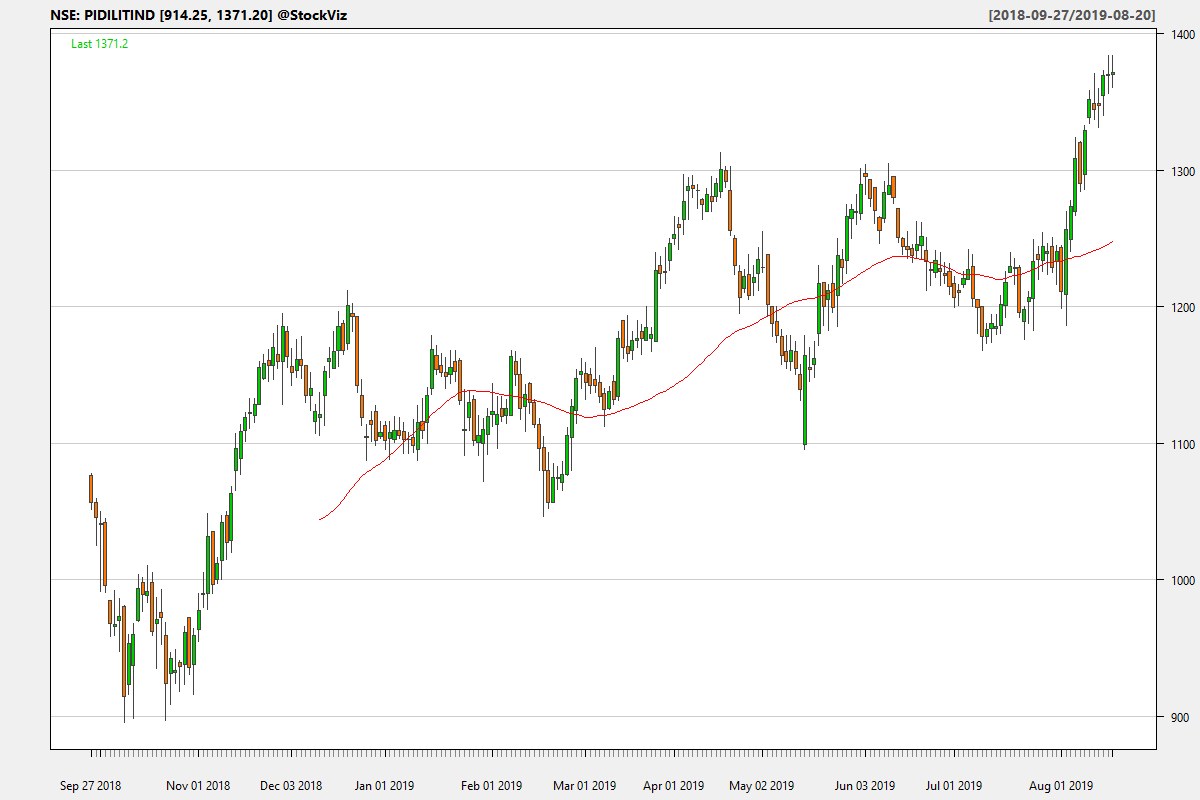 NSE: PIDILITIND [914.25, 1371.20] @StockViz [2018-09-27/2019-08-20]
Last 1371.2
1400
1300
1200
1100
1000
900
Sep 27 2018 Nov 01 2018 Dec 03 2018 Jan 01 2019 Feb 01 2019 Mar 01 2019 Apr 01 2019 May 02 2019 Jun 03 2019 Jul 01 2019 Aug 01 2019